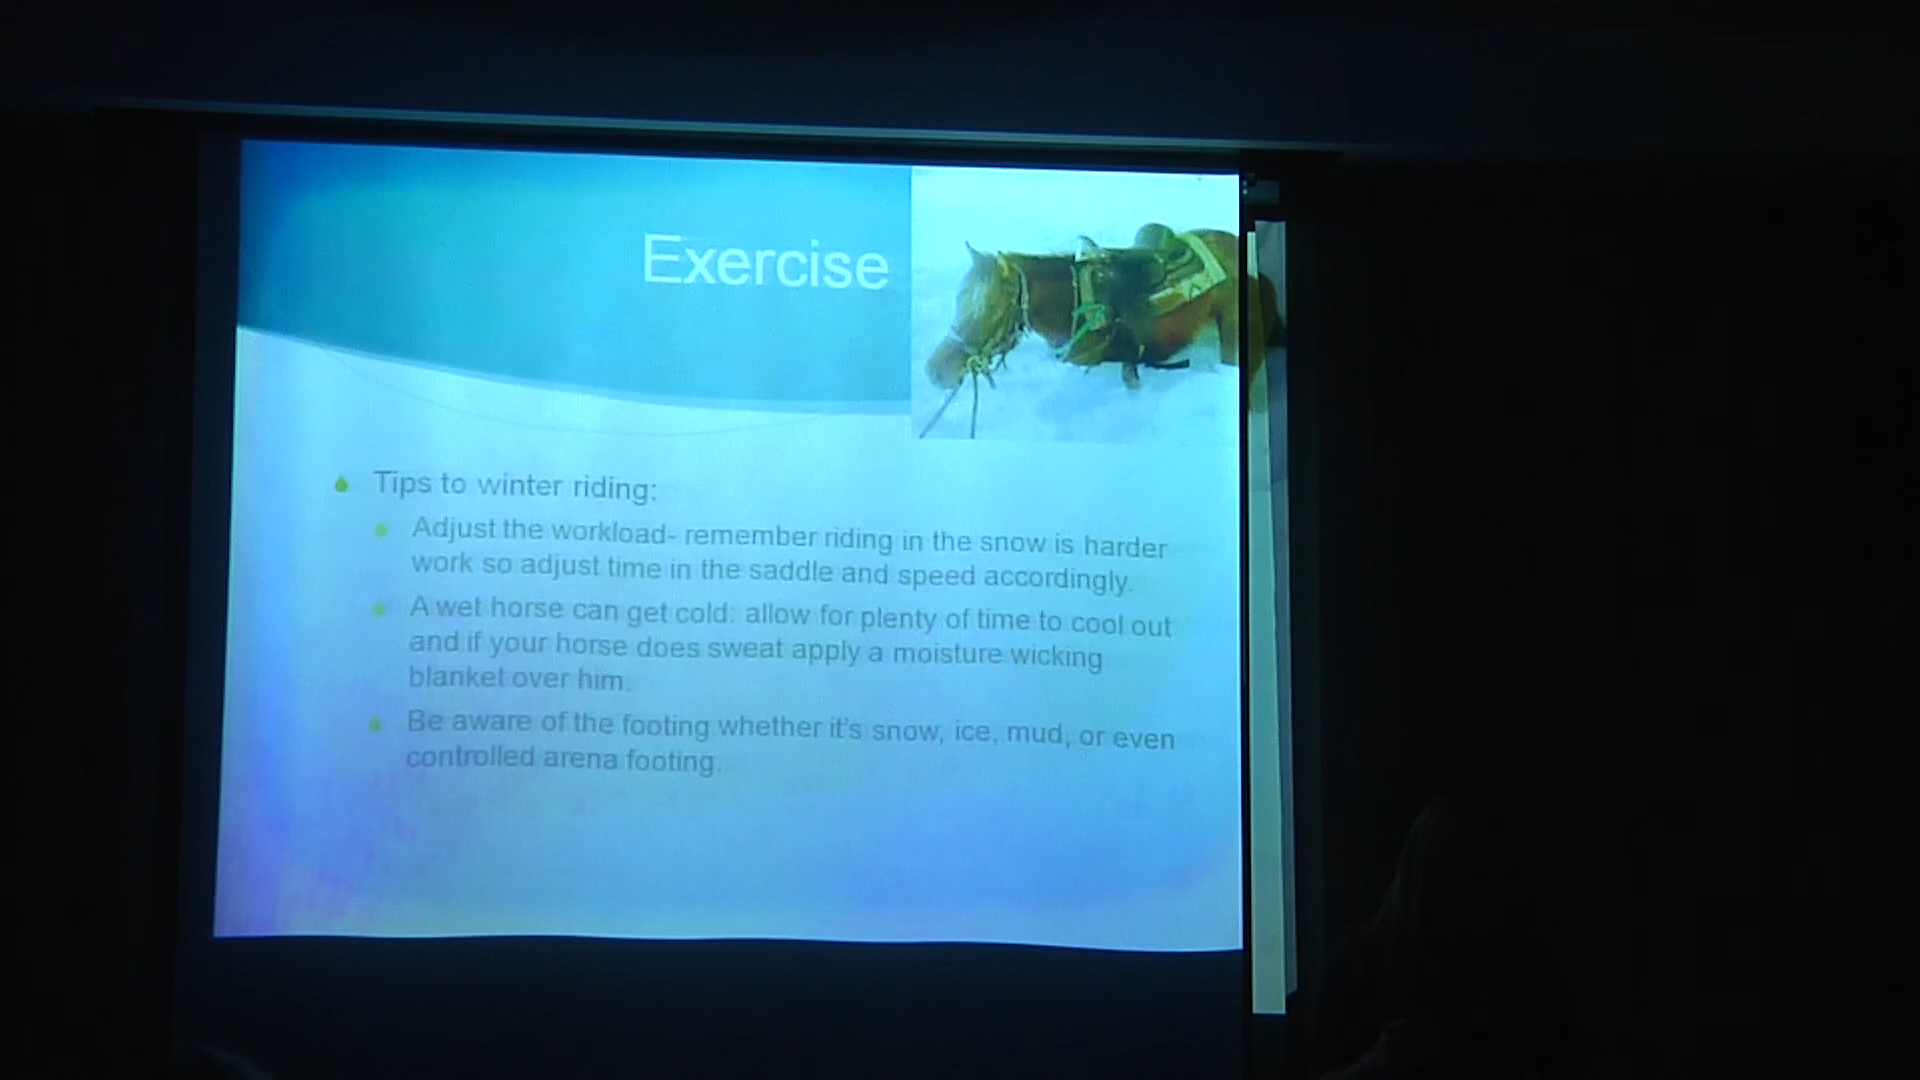 Exercise
Tips to winter riding:
Adjust the workload- remember riding in the snow is harder
work so adjust time in the saddle and speed accordingly.
A wet horse can get cold: allow for plenty of time to cool out
and if your horse does sweat apply a moisture wicking
blanket over him.
Be aware of the footing whether it's snow, ice, mud, or even
controlled arena footing.